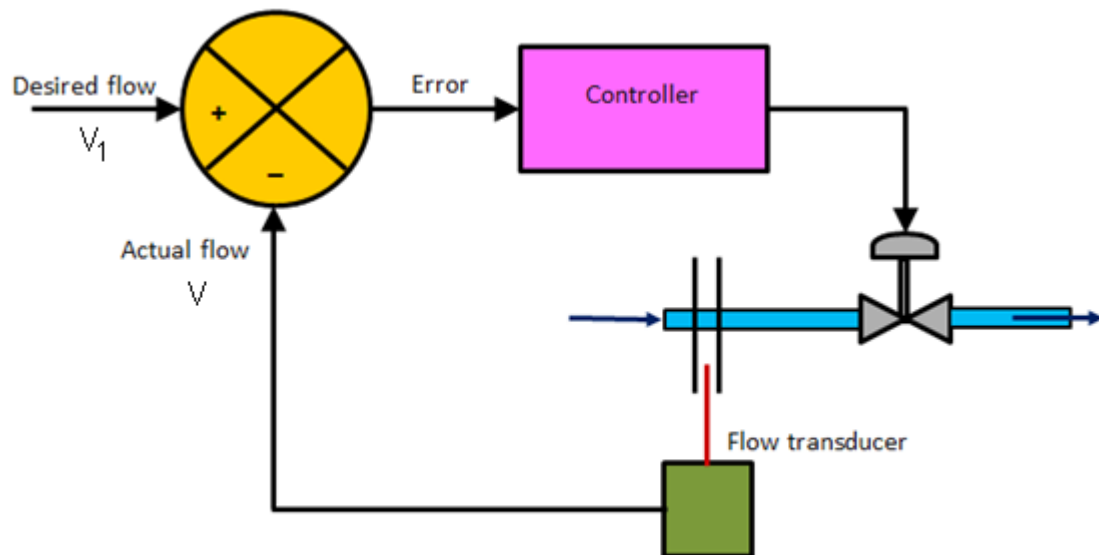 Desired flow
V₁
+
−
Error
Controller
Actual flow
V
Flow transducer